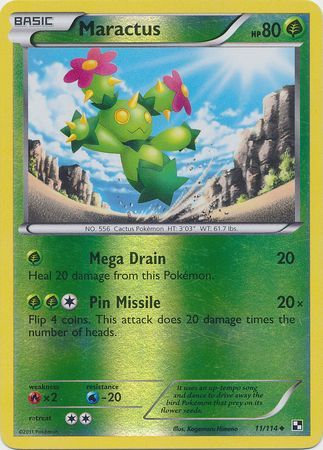 BASIC
Maractus
HP 80
NO. 556 Cactus Pokémon HT: 3'03" WT: 61.7 lbs.
Mega Drain 20
Heal 20 damage from this Pokémon.
Pin Missile 20×
Flip 4 coins. This attack does 20 damage times the
number of heads.
weakness
×2
resistance
-20
retreat
It uses an up-tempo song
and dance to drive away the
bird Pokémon that prey on its
flower seeds.
©2011 Pokémon
Illus. Kagemaru Himeno
11/114